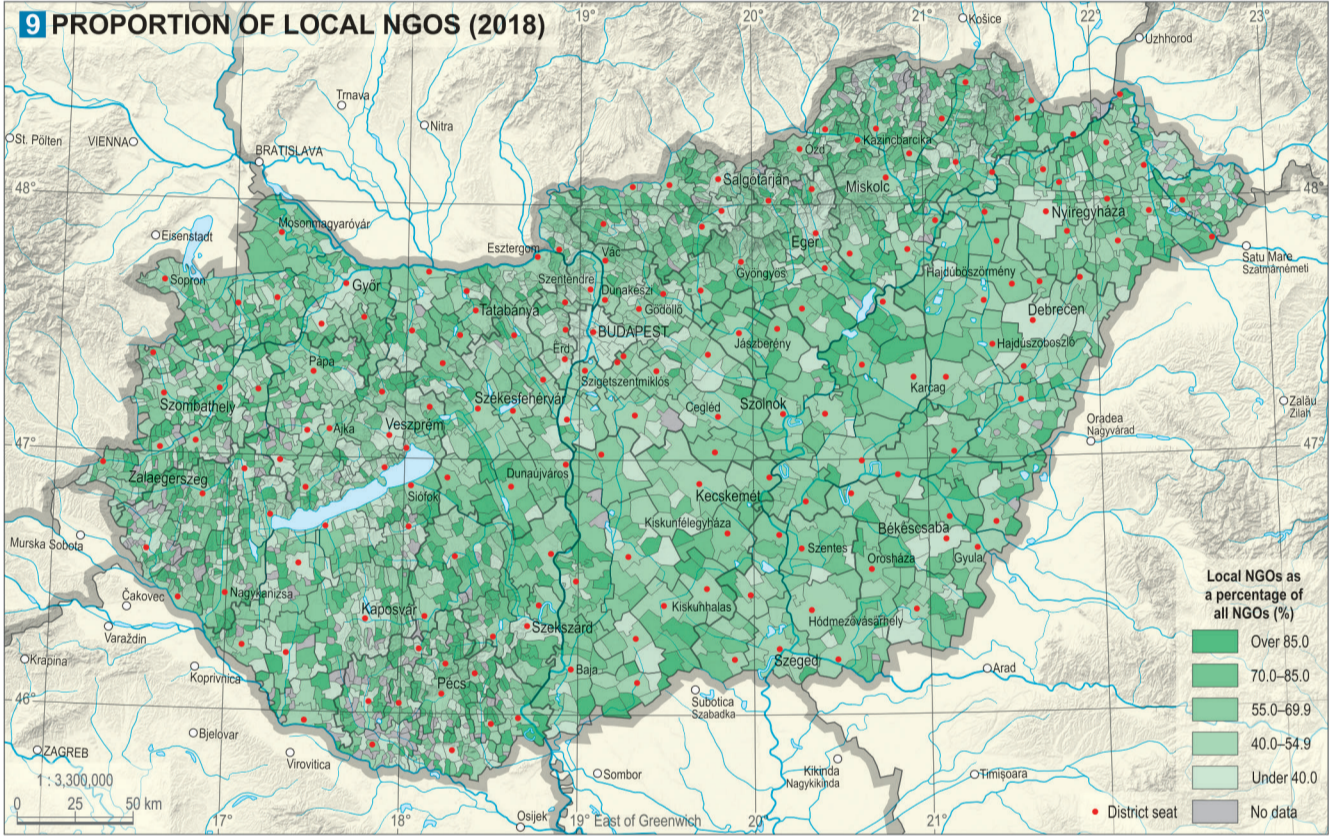 9 PROPORTION OF LOCAL NGOS (2018)
19°
20°
21°
22°
23°
Košice
Uzhhorod
Trnava
Nitra
St. Pölten
VIENNA
BRATISLAVA
Kazincbarcika
Ózd
Salgótarján
Miskolc
48°
48°
Nyíregyháza
Mosonmagyaróvár
Eisenstadt
Esztergom
Vác
Eger
Satu Mare
Szatmárnémeti
Sopron
Győr
Szentendre
Dunakeszi
Gyöngyös
Hajdúböszörmény
Tatabánya
Gödöllő
Debrecen
BUDAPEST
Jászberény
Hajdúszoboszló
Érd
Pápa
Szigetszentmiklós
Karcag
Szombathely
Székesfehérvár
Cegléd
Szolnok
Zalău
Zilah
Ajka
Veszprém
Oradea
Nagyvárad
47°
47°
Zalaegerszeg
Dunaújváros
Siófok
Kecskemét
Kiskunfélegyháza
Békéscsaba
Murska Sobota
Szentes
Orosháza
Gyula
Čakovec
Nagykanizsa
Kaposvár
Kiskunhalas
Hódmezővásárhely
Varaždin
Szekszárd
Krapina
Koprivnica
Szeged
Baja
Arad
Pécs
46°
46°
Subotica
Szabadka
Bjelovar
ZAGREB
Virovitica
Sombor
Kikinda
Nagykikinda
Timișoara
1 : 3,300,000
0 25 50 km
17°
18°
Osijek
19° East of Greenwich
20°
21°
Local NGOs as
a percentage of
all NGOs (%)
Over 85.0
70.0–85.0
55.0–69.9
40.0–54.9
Under 40.0
District seat
No data